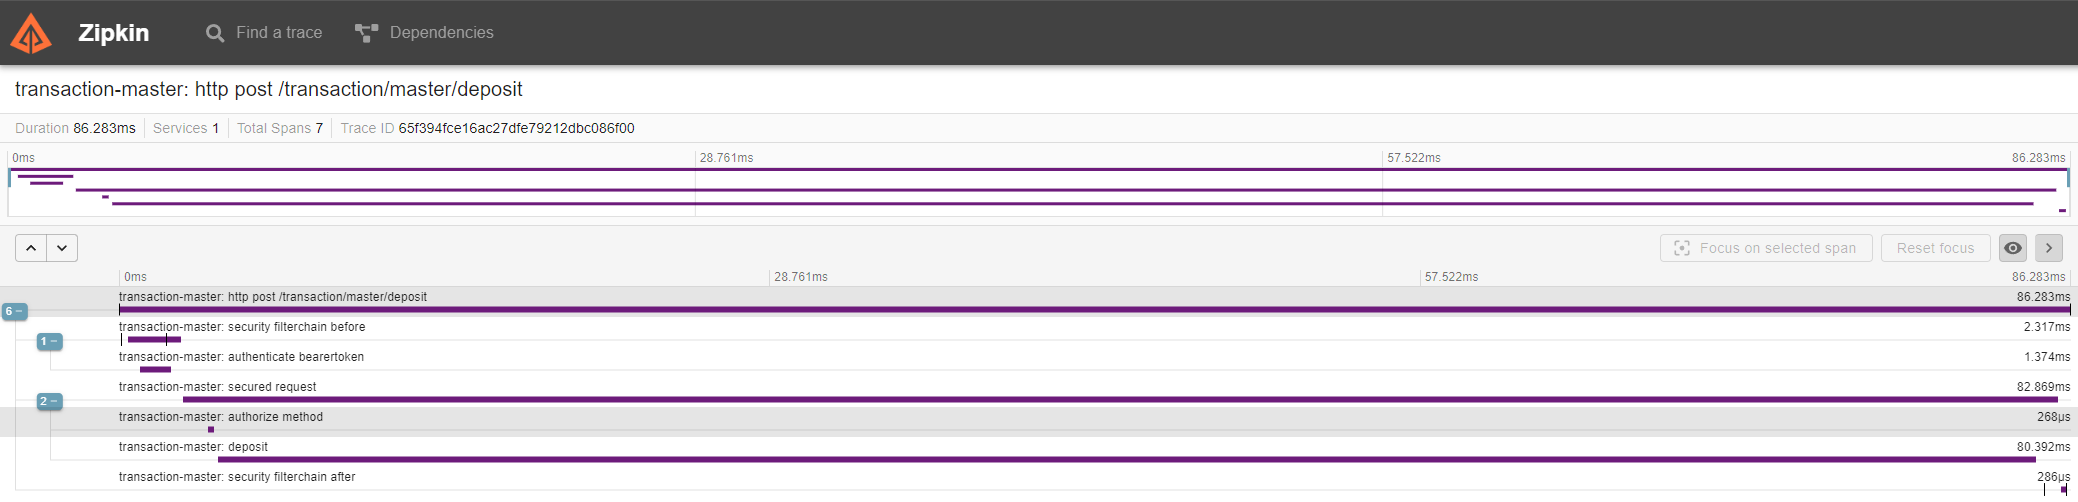 Zipkin Find a trace Dependencies
transaction-master: http post /transaction/master/deposit
Duration 86.283ms Services 1 Total Spans 7 Trace ID 65f394fce16ac27dfe79212dbc086f00
0ms 28.761ms 57.522ms 86.283ms
Focus on selected span Reset focus
0ms 28.761ms 57.522ms 86.283ms
transaction-master: http post /transaction/master/deposit 86.283ms
6 −
transaction-master: security filterchain before 2.317ms
1 −
transaction-master: authenticate bearertoken 1.374ms
transaction-master: secured request 82.869ms
2 −
transaction-master: authorize method 268μs
transaction-master: deposit 80.392ms
transaction-master: security filterchain after 286μs